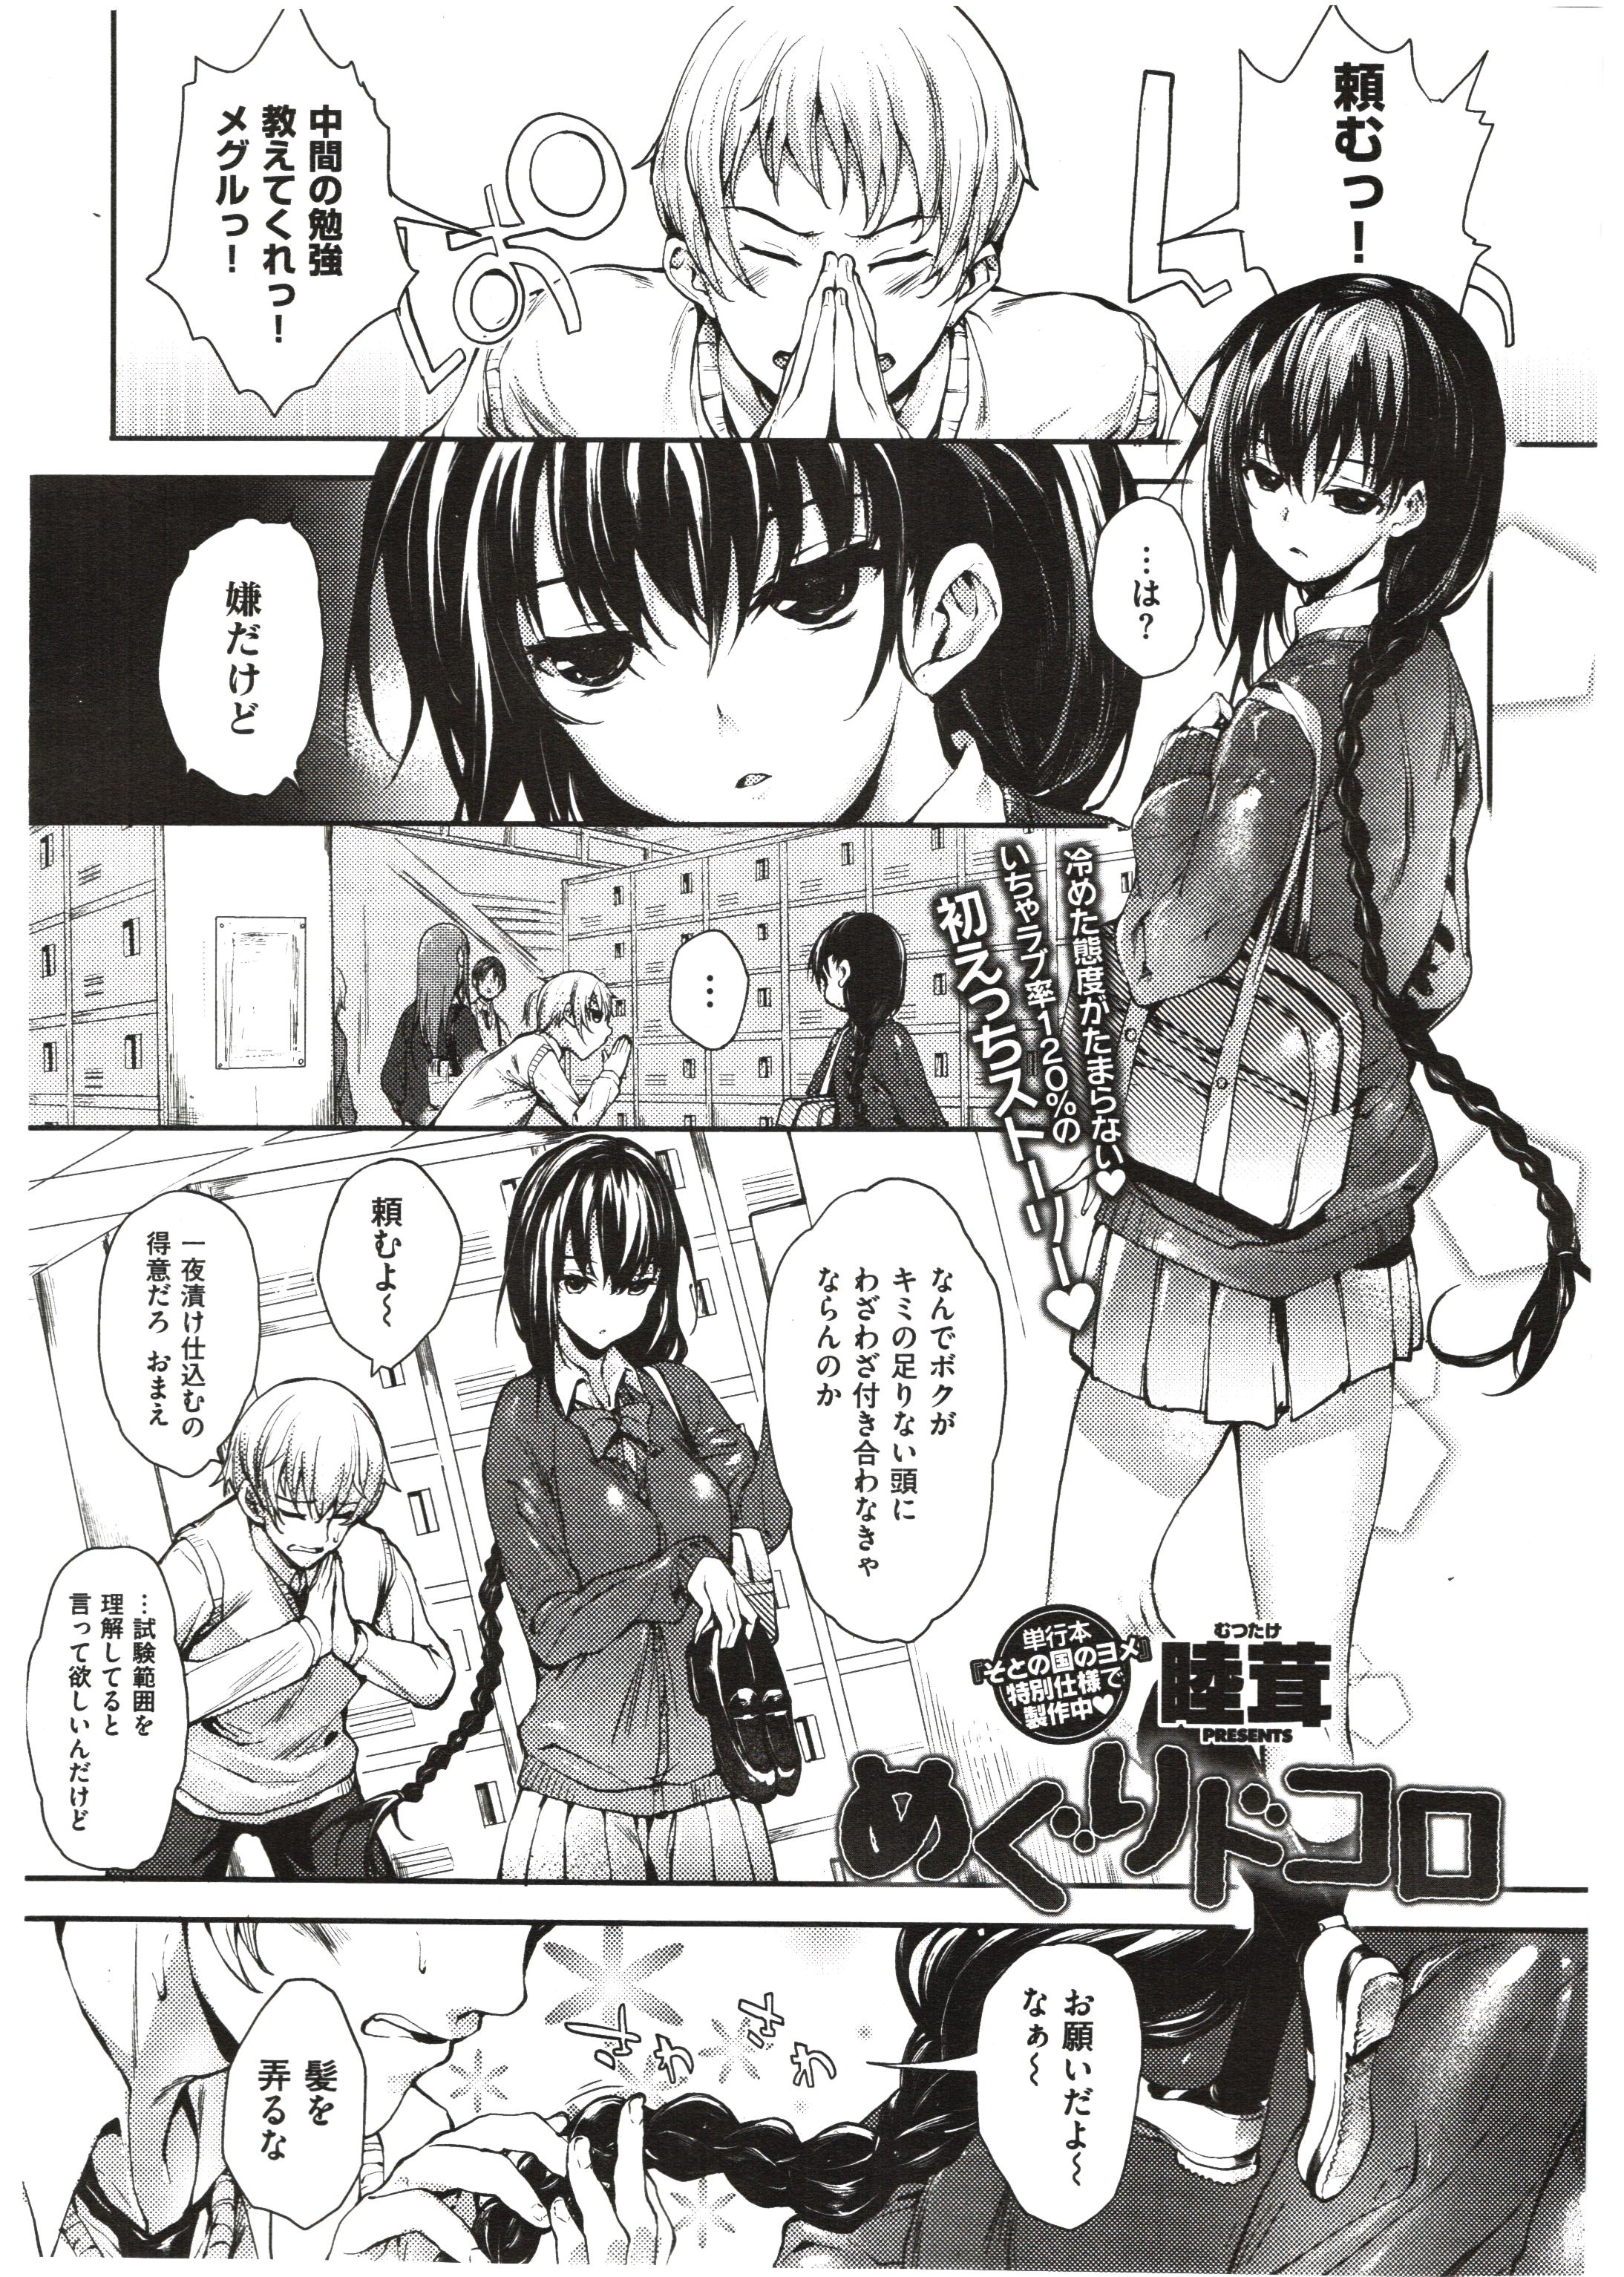 頼むっ！
中間の勉強
教えてくれっ！
メグルっ！
…は？
嫌だけど
冷めた態度がたまらない♥
いちゃラブ率120％の
初えっちストーリー♥
…
なんでボクが
キミの足りない頭に
わざわざ付き合わなきゃ
ならんのか
頼むよ～
一夜漬け仕込むの
得意だろ おまえ
…試験範囲を
理解してると
言って欲しいんだけど
単行本
『そとの国のヨメ』
特別仕様で
製作中♥
むつたけ
睦茸
PRESENTS
めぐりドコロ
お願いだよ～
なぁ～
さわ
さわ
髪を
弄るな